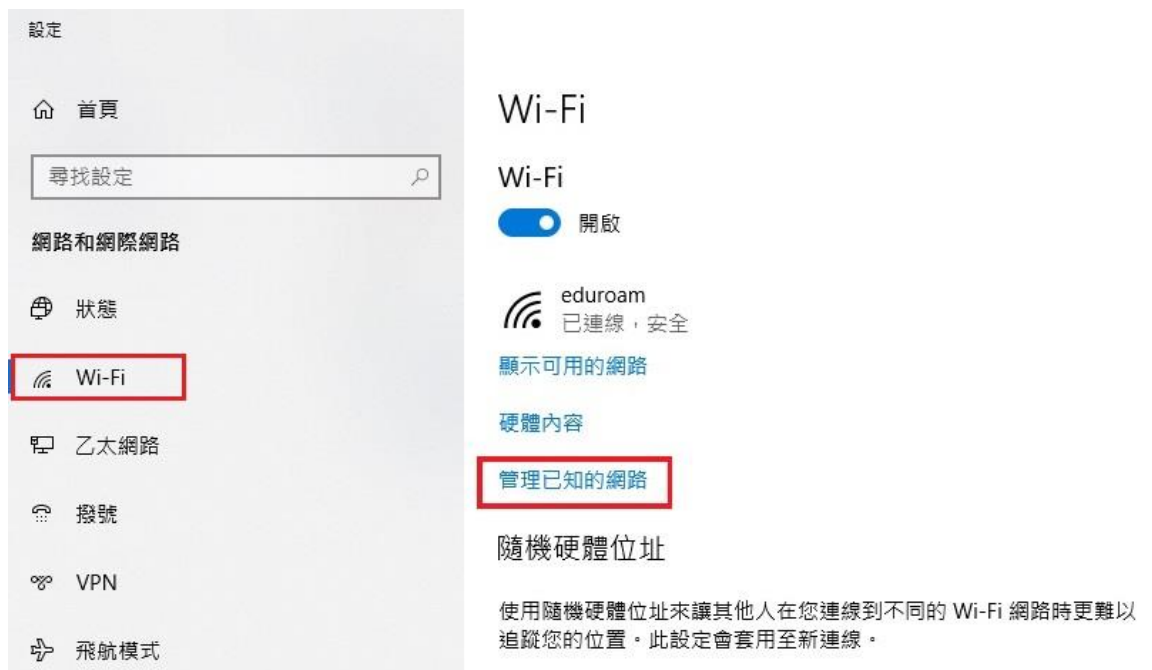 設定
首頁
尋找設定
網路和網際網路
狀態
Wi-Fi
乙太網路
撥號
VPN
飛航模式
Wi-Fi
Wi-Fi
開啟
eduroam
已連線，安全
顯示可用的網路
硬體內容
管理已知的網路
隨機硬體位址
使用隨機硬體位址來讓其他人在您連線到不同的 Wi-Fi 網路時更難以
追蹤您的位置。此設定會套用至新連線。